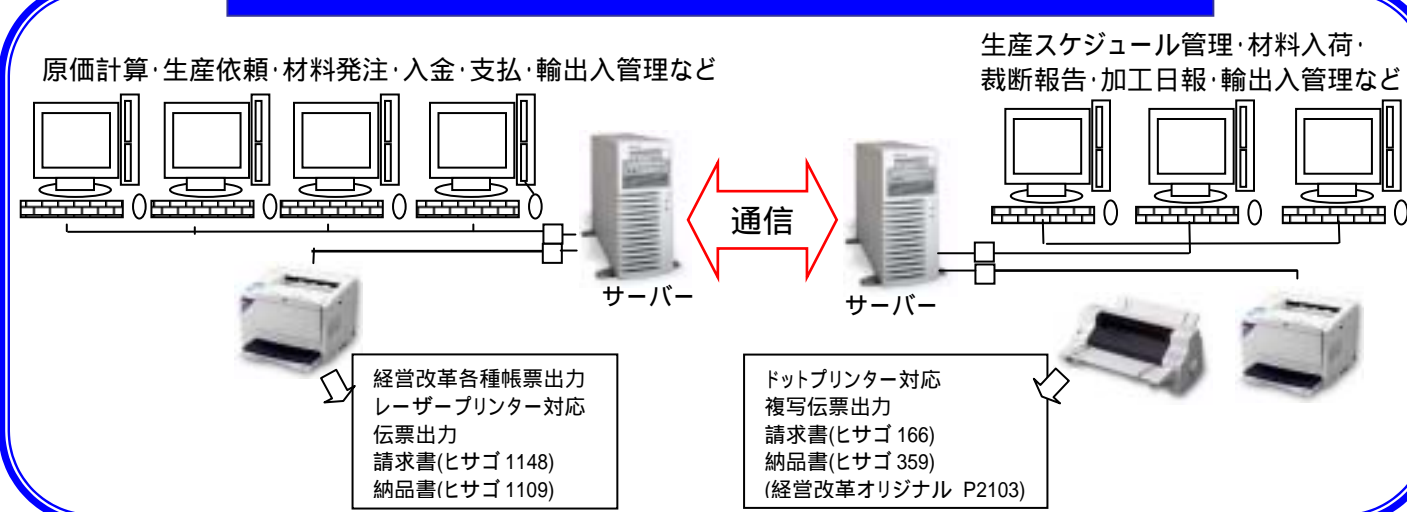 原価計算･生産依頼･材料発注･入金･支払･輸出入管理など
生産スケジュール管理･材料入荷･
裁断報告･加工日報･輸出入管理など
通信
サーバー
サーバー
経営改革各種帳票出力
レーザープリンター対応
伝票出力
請求書(ヒサゴ 1148)
納品書(ヒサゴ 1109)
ドットプリンター対応
複写伝票出力
請求書(ヒサゴ 166)
納品書(ヒサゴ 359)
(経営改革オリジナル P2103)